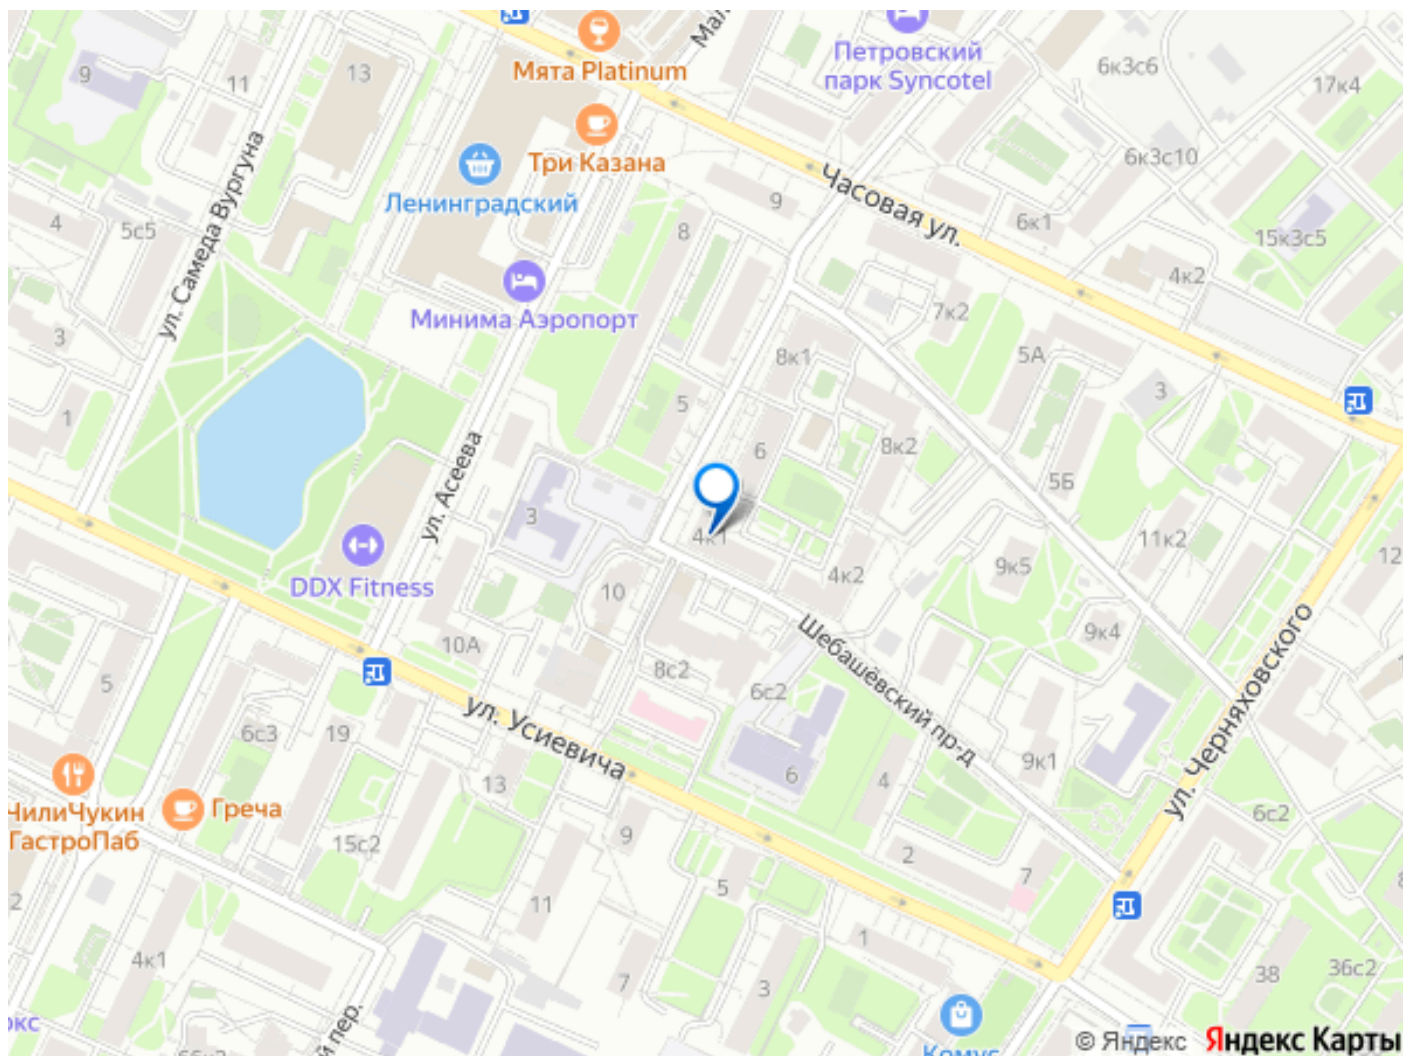 Мал
Мята Platinum
Петровский
парк Syncotel
6к3с6
17к4
9
11
13
ул. Самеда Вургуна
Три Казана
Ленинградский
Часовая ул.
6к3с10
9
6к1
15к3с5
4
5с5
8
4к2
Минима Аэропорт
7к2
3
8к1
5А
3
1
5
6
8к2
ул. Асеева
5Б
3
4к1
11к2
12
DDX Fitness
10
4к2
9к5
10А
Шебашёвский пр-д
9к4
ул. Черняховского
8с2
6с2
5
ул. Усиевича
6с3
19
13
6
4
9к1
ЧилиЧукин
ГастроПаб
Греча
15с2
9
6с2
2
7
5
2
11
1
4к1
7
3
38
36с2
й пер.
Комус
© Яндекс
Яндекс Карты